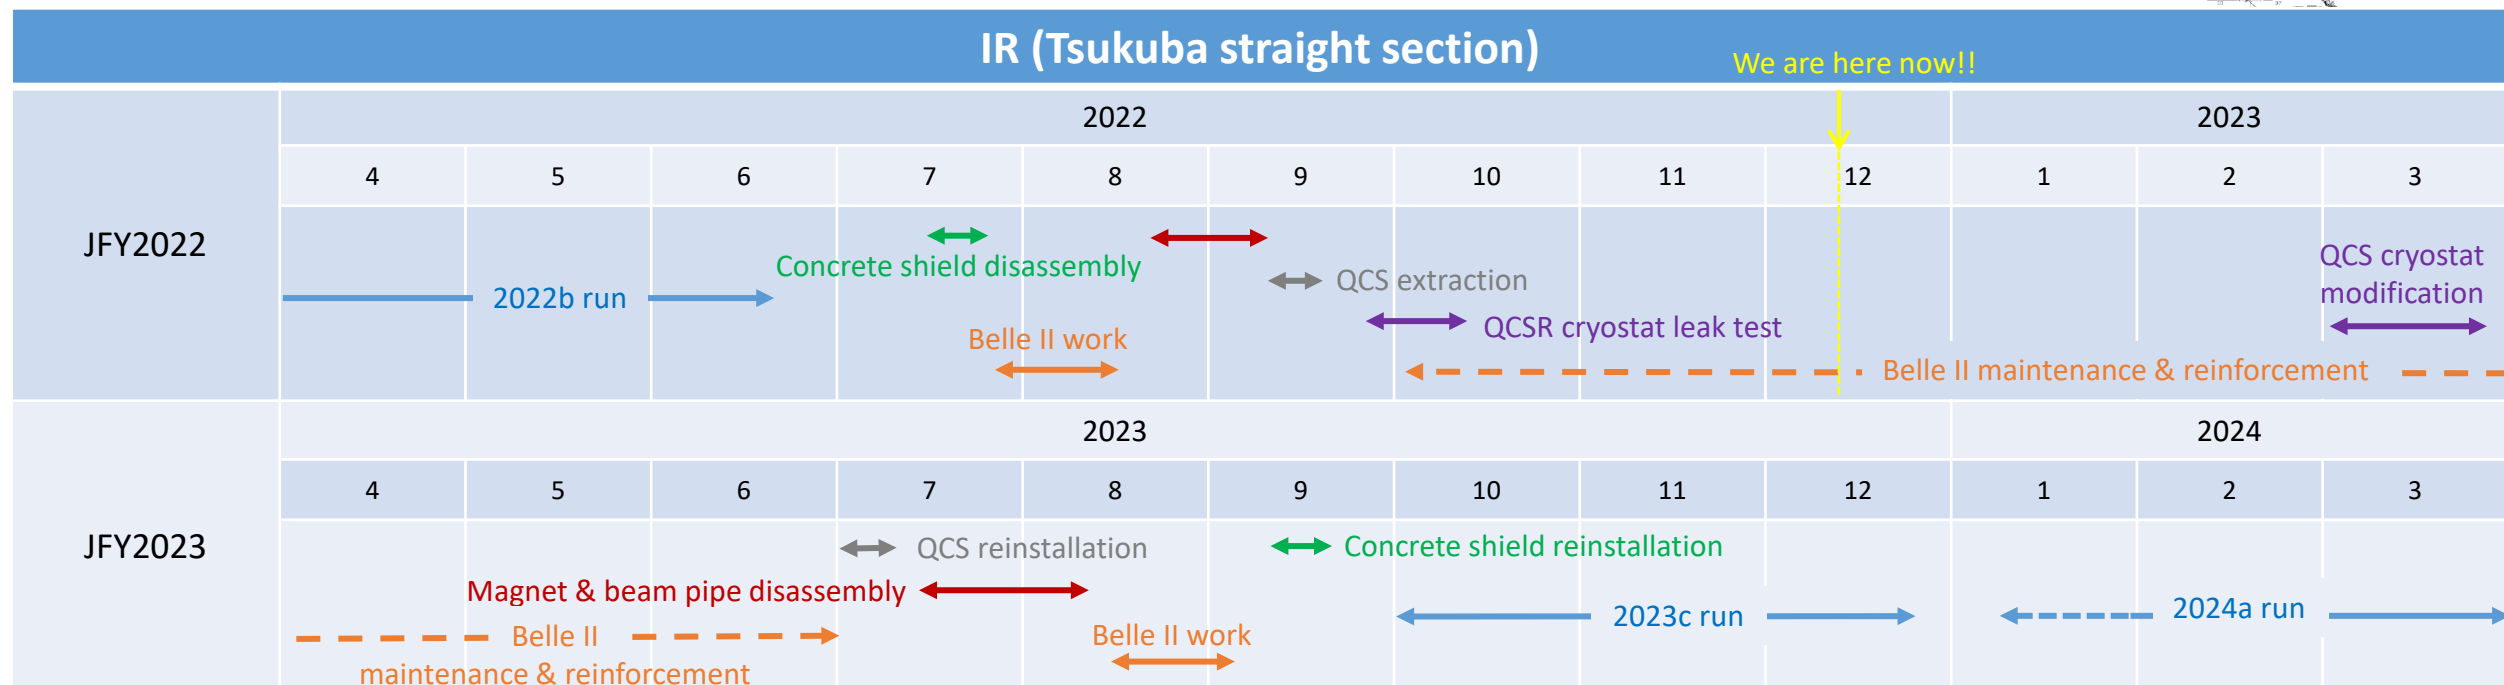 IR (Tsukuba straight section)
We are here now!!
2022
2023
4
5
6
7
8
9
10
11
12
1
2
3
JFY2022
Concrete shield disassembly
QCS extraction
QCS cryostat
modification
2022b run
QCSR cryostat leak test
Belle II work
Belle II maintenance & reinforcement
2023
2024
4
5
6
7
8
9
10
11
12
1
2
3
JFY2023
QCS reinstallation
Concrete shield reinstallation
Magnet & beam pipe disassembly
2023c run
2024a run
Belle II
maintenance & reinforcement
Belle II work